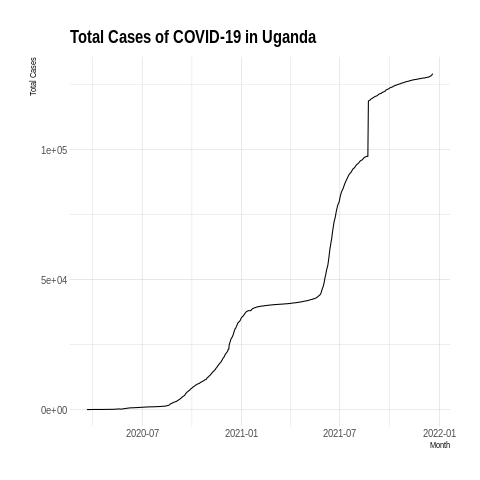 Total Cases of COVID-19 in Uganda
Total Cases
1e+05
5e+04
0e+00
2020-07 2021-01 2021-07 2022-01
Month